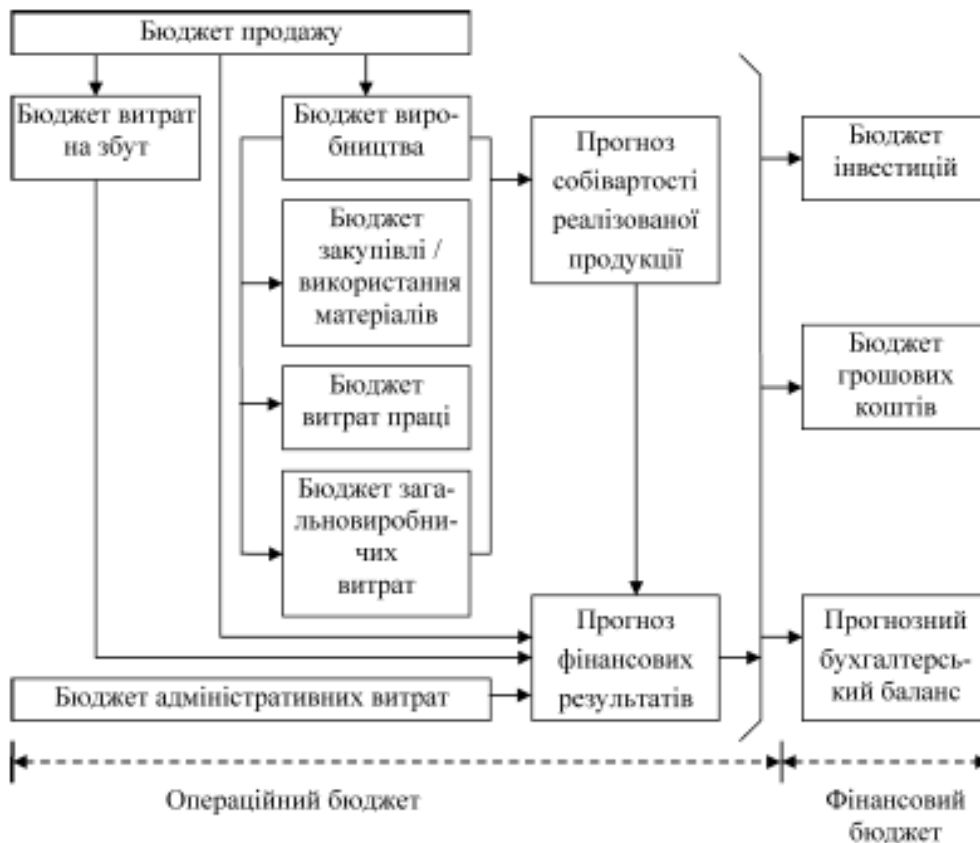 Бюджет продажу
Бюджет витрат
на збут
Бюджет виро-
бництва
Бюджет
закупівлі /
використання
матеріалів
Бюджет
витрат праці
Бюджет зага-
льновиробни-
чих
витрат
Прогноз
собівартості
реалізованої
продукції
Прогноз
фінансових
результатів
Бюджет адміністративних витрат
Бюджет
інвестицій
Бюджет
грошових
коштів
Прогнозний
бухгалтерсь-
кий баланс
Операційний бюджет
Фінансовий
бюджет